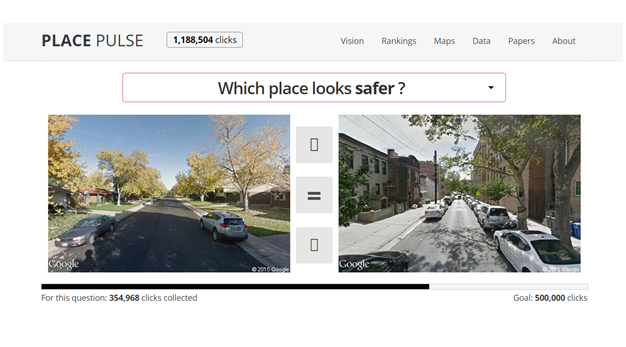 PLACE PULSE 1,188,504 clicks Vision Rankings Maps Data Papers About
Which place looks safer ?
=
Google © 2015 Google Google © 2015 Google
For this question: 354,968 clicks collected Goal: 500,000 clicks